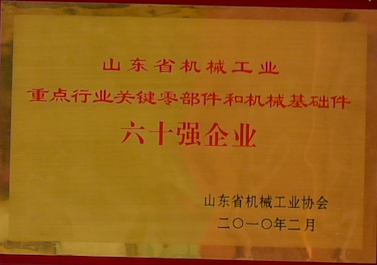 山东省机械工业
重点行业关键零部件和机械基础件
六十强企业
山东省机械工业协会
二〇一〇年二月